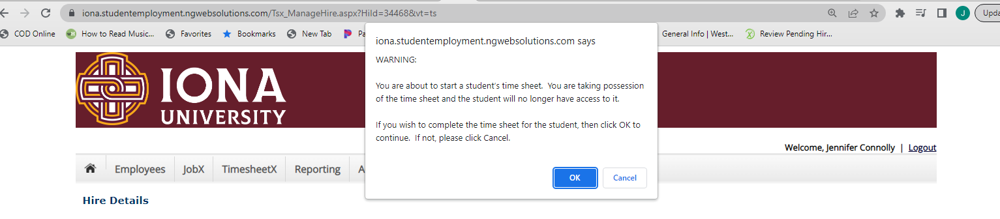 iona.studentemployment.ngwebsolutions.com/Tsx_ManageHire.aspx?HiId=34468&vt=ts
J
Upda
COD Online
How to Read Music...
Favorites
Bookmarks
New Tab
Pa
General Info | West...
Review Pending Hir...
iona.studentemployment.ngwebsolutions.com says
WARNING:
You are about to start a student's time sheet.  You are taking possession
of the time sheet and the student will no longer have access to it.
If you wish to complete the time sheet for the student, then click OK to
continue.  If not, please click Cancel.
OK
Cancel
IONA
UNIVERSITY
Welcome, Jennifer Connolly | Logout
Employees
JobX
TimesheetX
Reporting
A
Hire Details